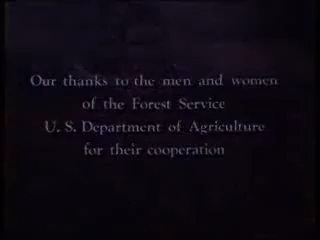 Our thanks to the men and women
of the Forest Service
U. S. Department of Agriculture
for their cooperation